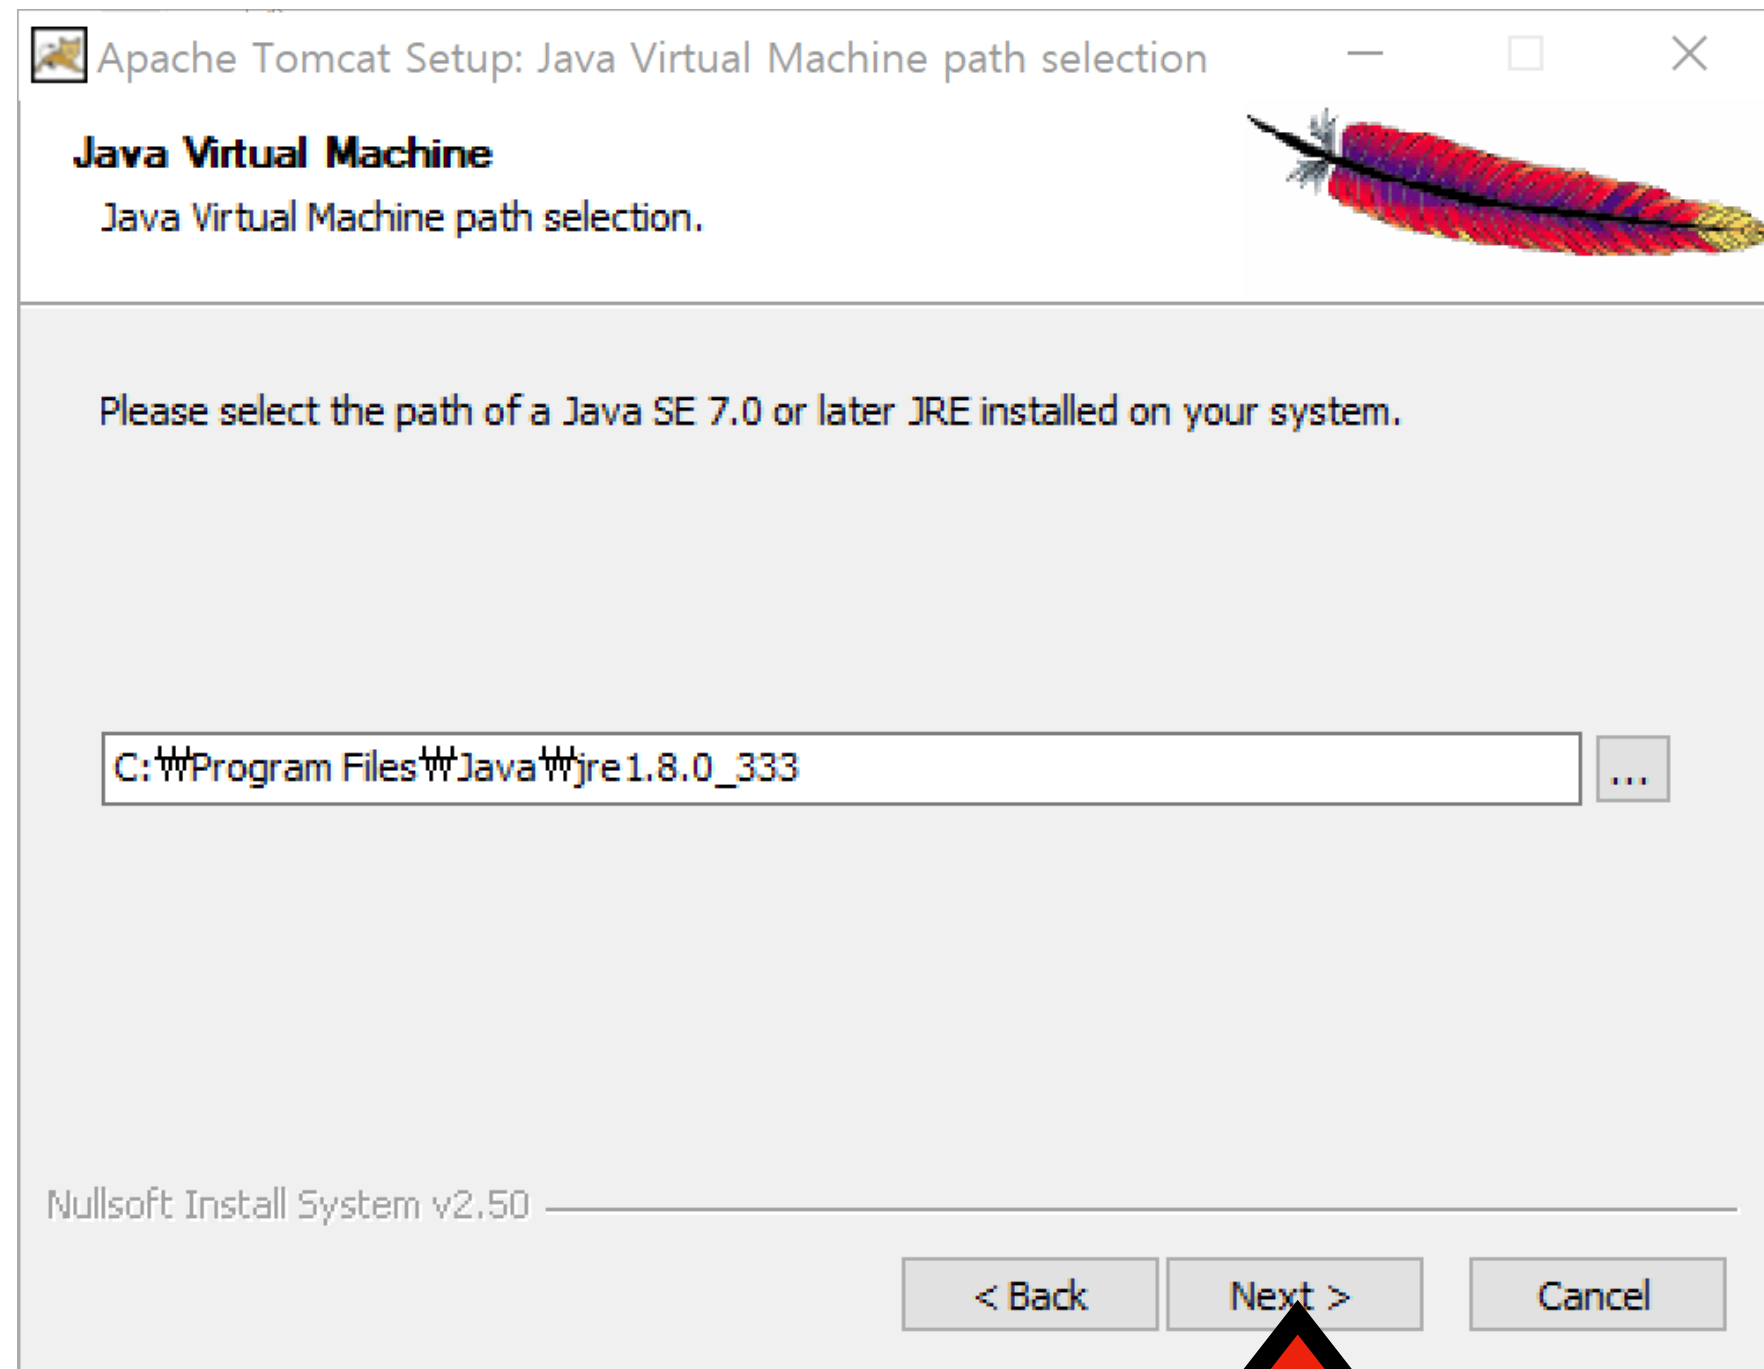 Apache Tomcat Setup: Java Virtual Machine path selection
Java Virtual Machine
Java Virtual Machine path selection.
Please select the path of a Java SE 7.0 or later JRE installed on your system.
C:₩Program Files₩Java₩jre1.8.0_333
...
Nullsoft Install System v2.50
< Back
Next >
Cancel